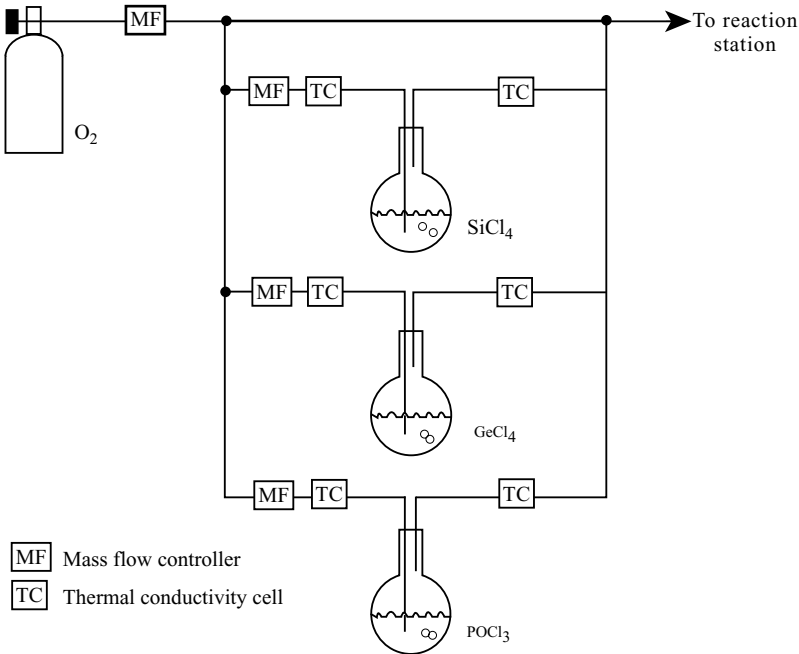 MF
To reaction
station
MF
TC
TC
O2
SiCl4
MF
TC
TC
GeCl4
MF
TC
TC
MF Mass flow controller
TC Thermal conductivity cell
POCl3